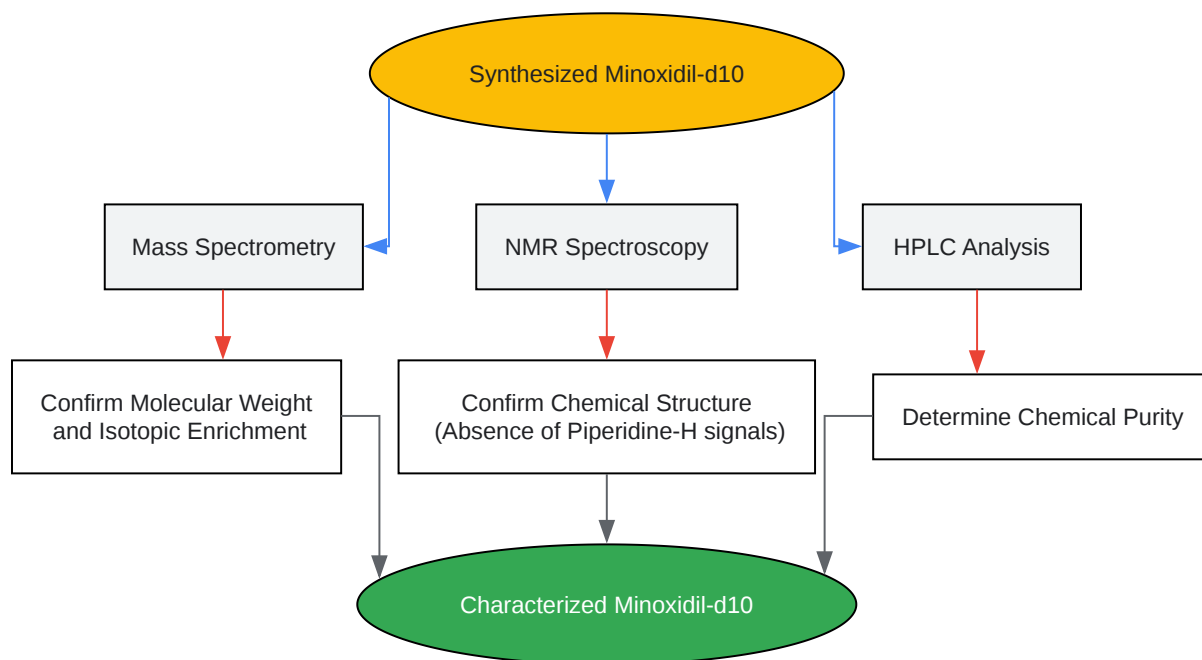 Synthesized Minoxidil-d10
Mass Spectrometry
NMR Spectroscopy
HPLC Analysis
Confirm Molecular Weight
and Isotopic Enrichment
Confirm Chemical Structure
(Absence of Piperidine-H signals)
Determine Chemical Purity
Characterized Minoxidil-d10